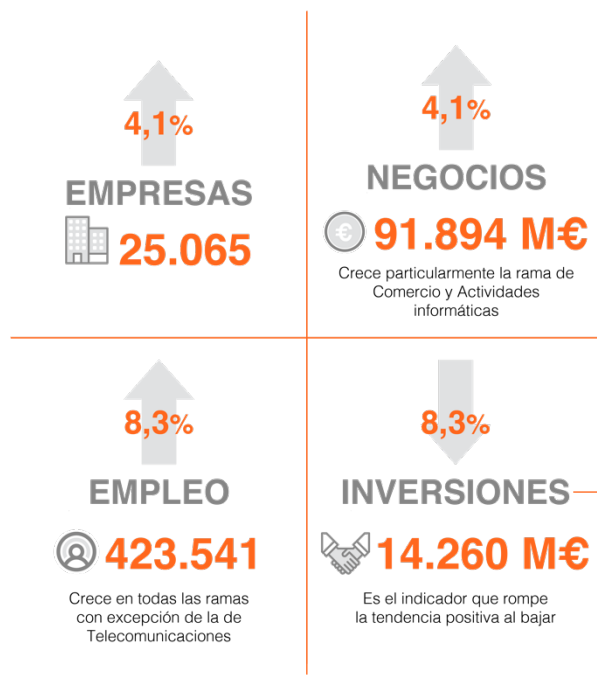 4,1%
EMPRESAS
25.065
4,1%
NEGOCIOS
€
91.894 M€
Crece particularmente la rama de
Comercio y Actividades
informáticas
8,3%
EMPLEO
423.541
Crece en todas las ramas
con excepción de la de
Telecomunicaciones
8,3%
INVERSIONES
14.260 M€
Es el indicador que rompe
la tendencia positiva al bajar